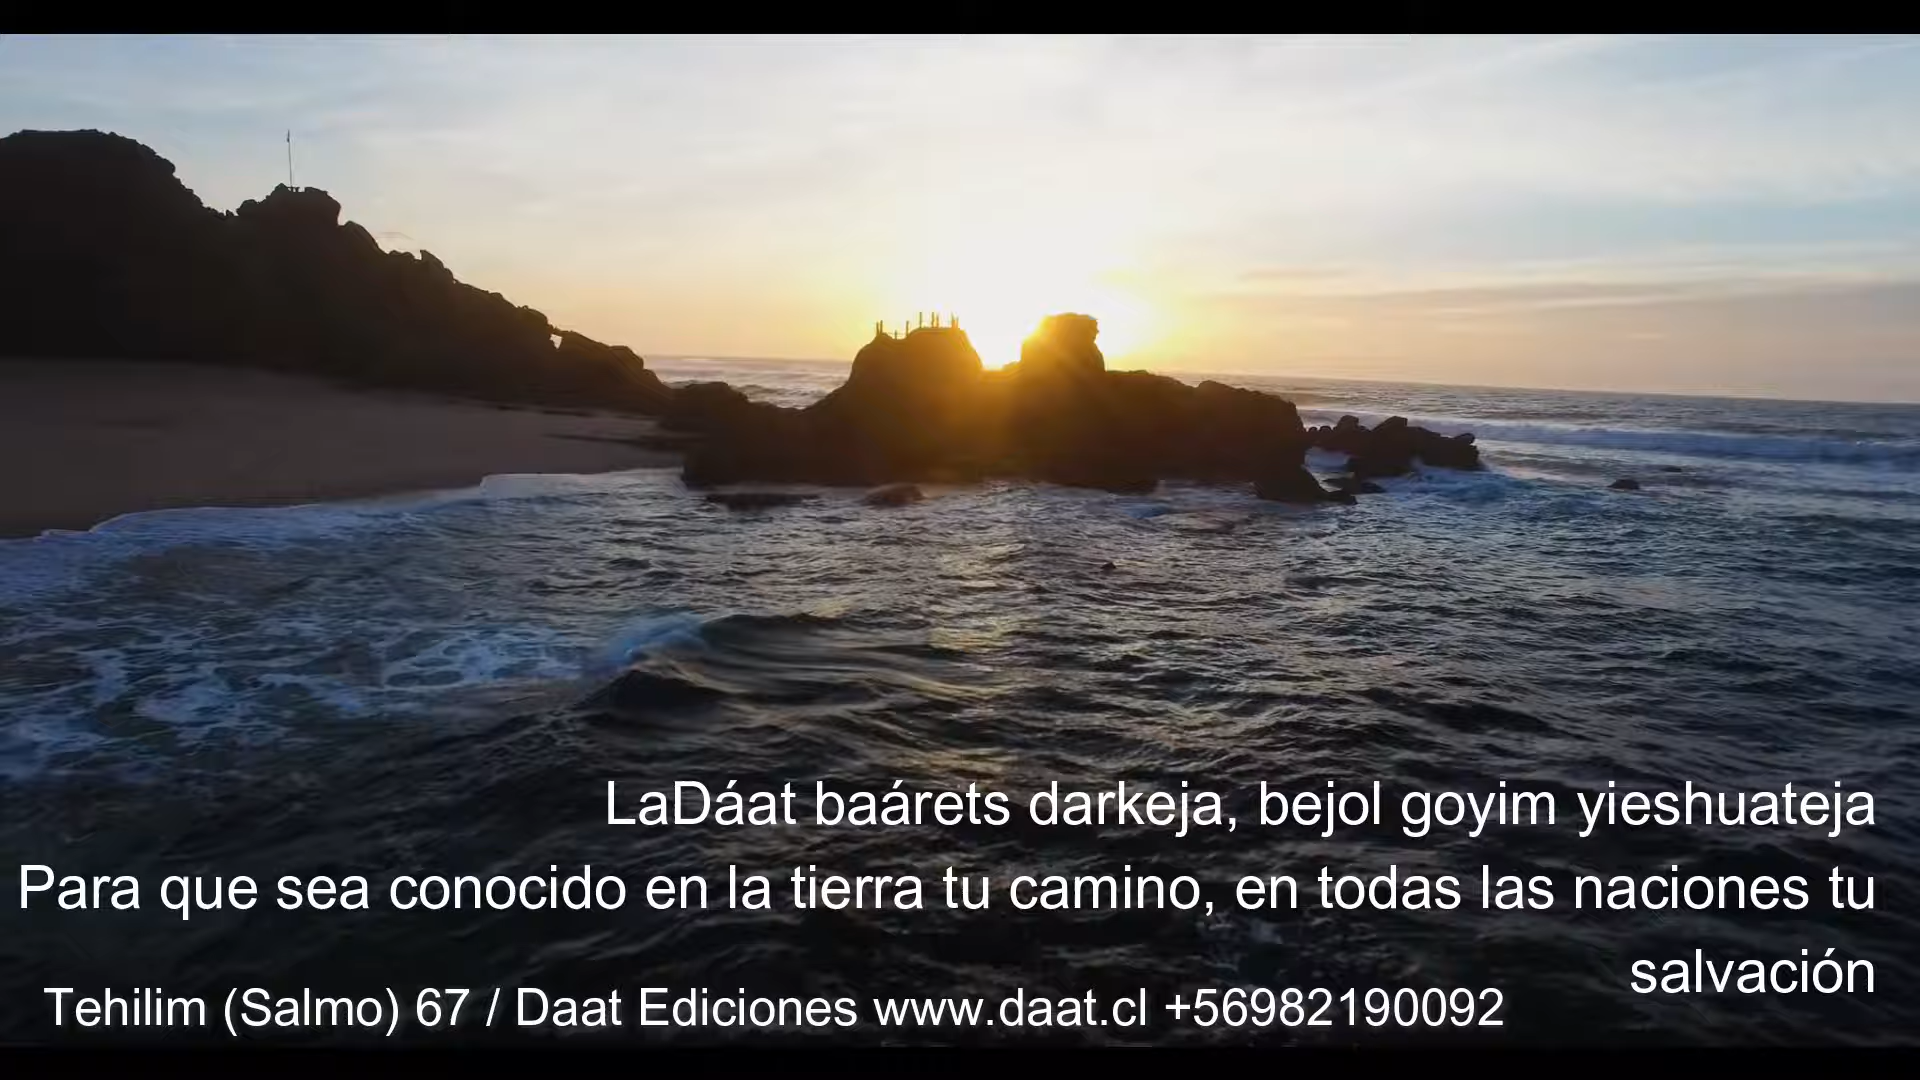 LaDáat baárets darkeja, bejol goyim yieshuateja
Para que sea conocido en la tierra tu camino, en todas las naciones tu
salvación
Tehilim (Salmo) 67 / Daat Ediciones www.daat.cl +56982190092